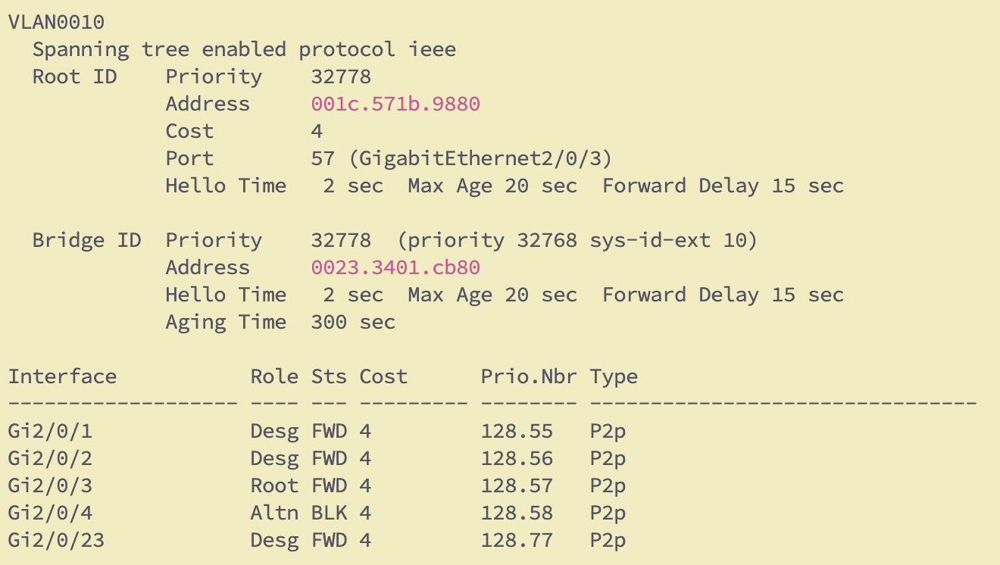 VLAN0010
  Spanning tree enabled protocol ieee
  Root ID    Priority    32778
             Address     001c.571b.9880
             Cost        4
             Port        57 (GigabitEthernet2/0/3)
             Hello Time   2 sec  Max Age 20 sec  Forward Delay 15 sec

  Bridge ID  Priority    32778  (priority 32768 sys-id-ext 10)
             Address     0023.3401.cb80
             Hello Time   2 sec  Max Age 20 sec  Forward Delay 15 sec
             Aging Time  300 sec

Interface           Role Sts Cost      Prio.Nbr Type
------------------- ---- --- --------- -------- --------------------------------
Gi2/0/1             Desg FWD 4         128.55   P2p
Gi2/0/2             Desg FWD 4         128.56   P2p
Gi2/0/3             Root FWD 4         128.57   P2p
Gi2/0/4             Altn BLK 4         128.58   P2p
Gi2/0/23            Desg FWD 4         128.77   P2p